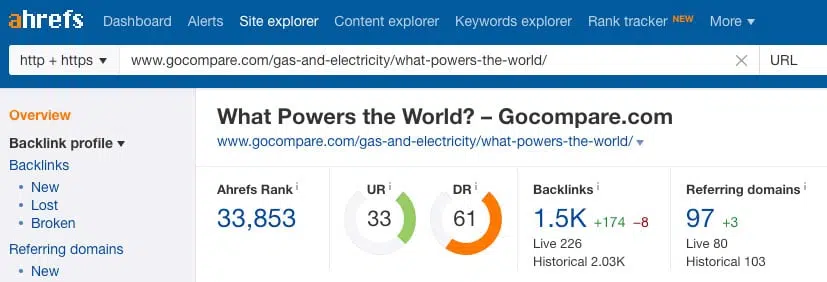 ahrefs Dashboard Alerts Site explorer Content explorer Keywords explorer Rank tracker NEW More
http + https www.gocompare.com/gas-and-electricity/what-powers-the-world/ URL
Overview
Backlink profile
Backlinks
• New
• Lost
• Broken
Referring domains
• New
What Powers the World? – Gocompare.com
www.gocompare.com/gas-and-electricity/what-powers-the-world/
Ahrefs Rank i
33,853
UR i
33
DR i
61
Backlinks i
1.5K +174 −8
Live 226
Historical 2.03K
Referring domains i
97 +3
Live 80
Historical 103